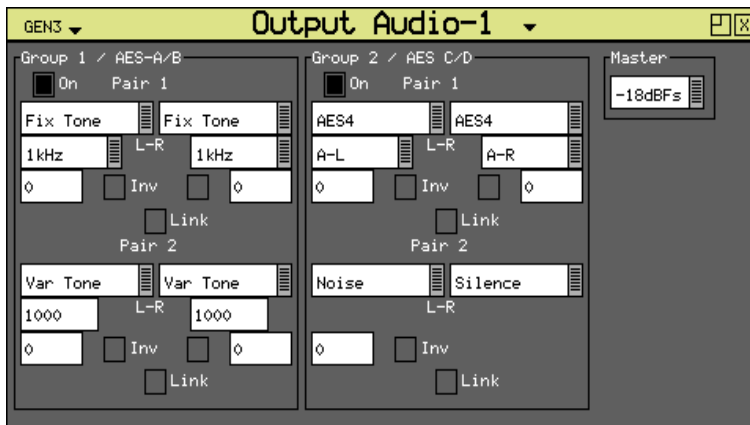 GEN3 Output Audio-1
Group 1 / AES-A/B
On Pair 1
Fix Tone Fix Tone
1kHz L-R 1kHz
0 Inv 0
Link
Pair 2
Var Tone Var Tone
1000 L-R 1000
0 Inv 0
Link
Group 2 / AES C/D
On Pair 1
AES4 AES4
A-L L-R A-R
0 Inv 0
Link
Pair 2
Noise Silence
L-R
0 Inv
Link
Master
-18dBFs